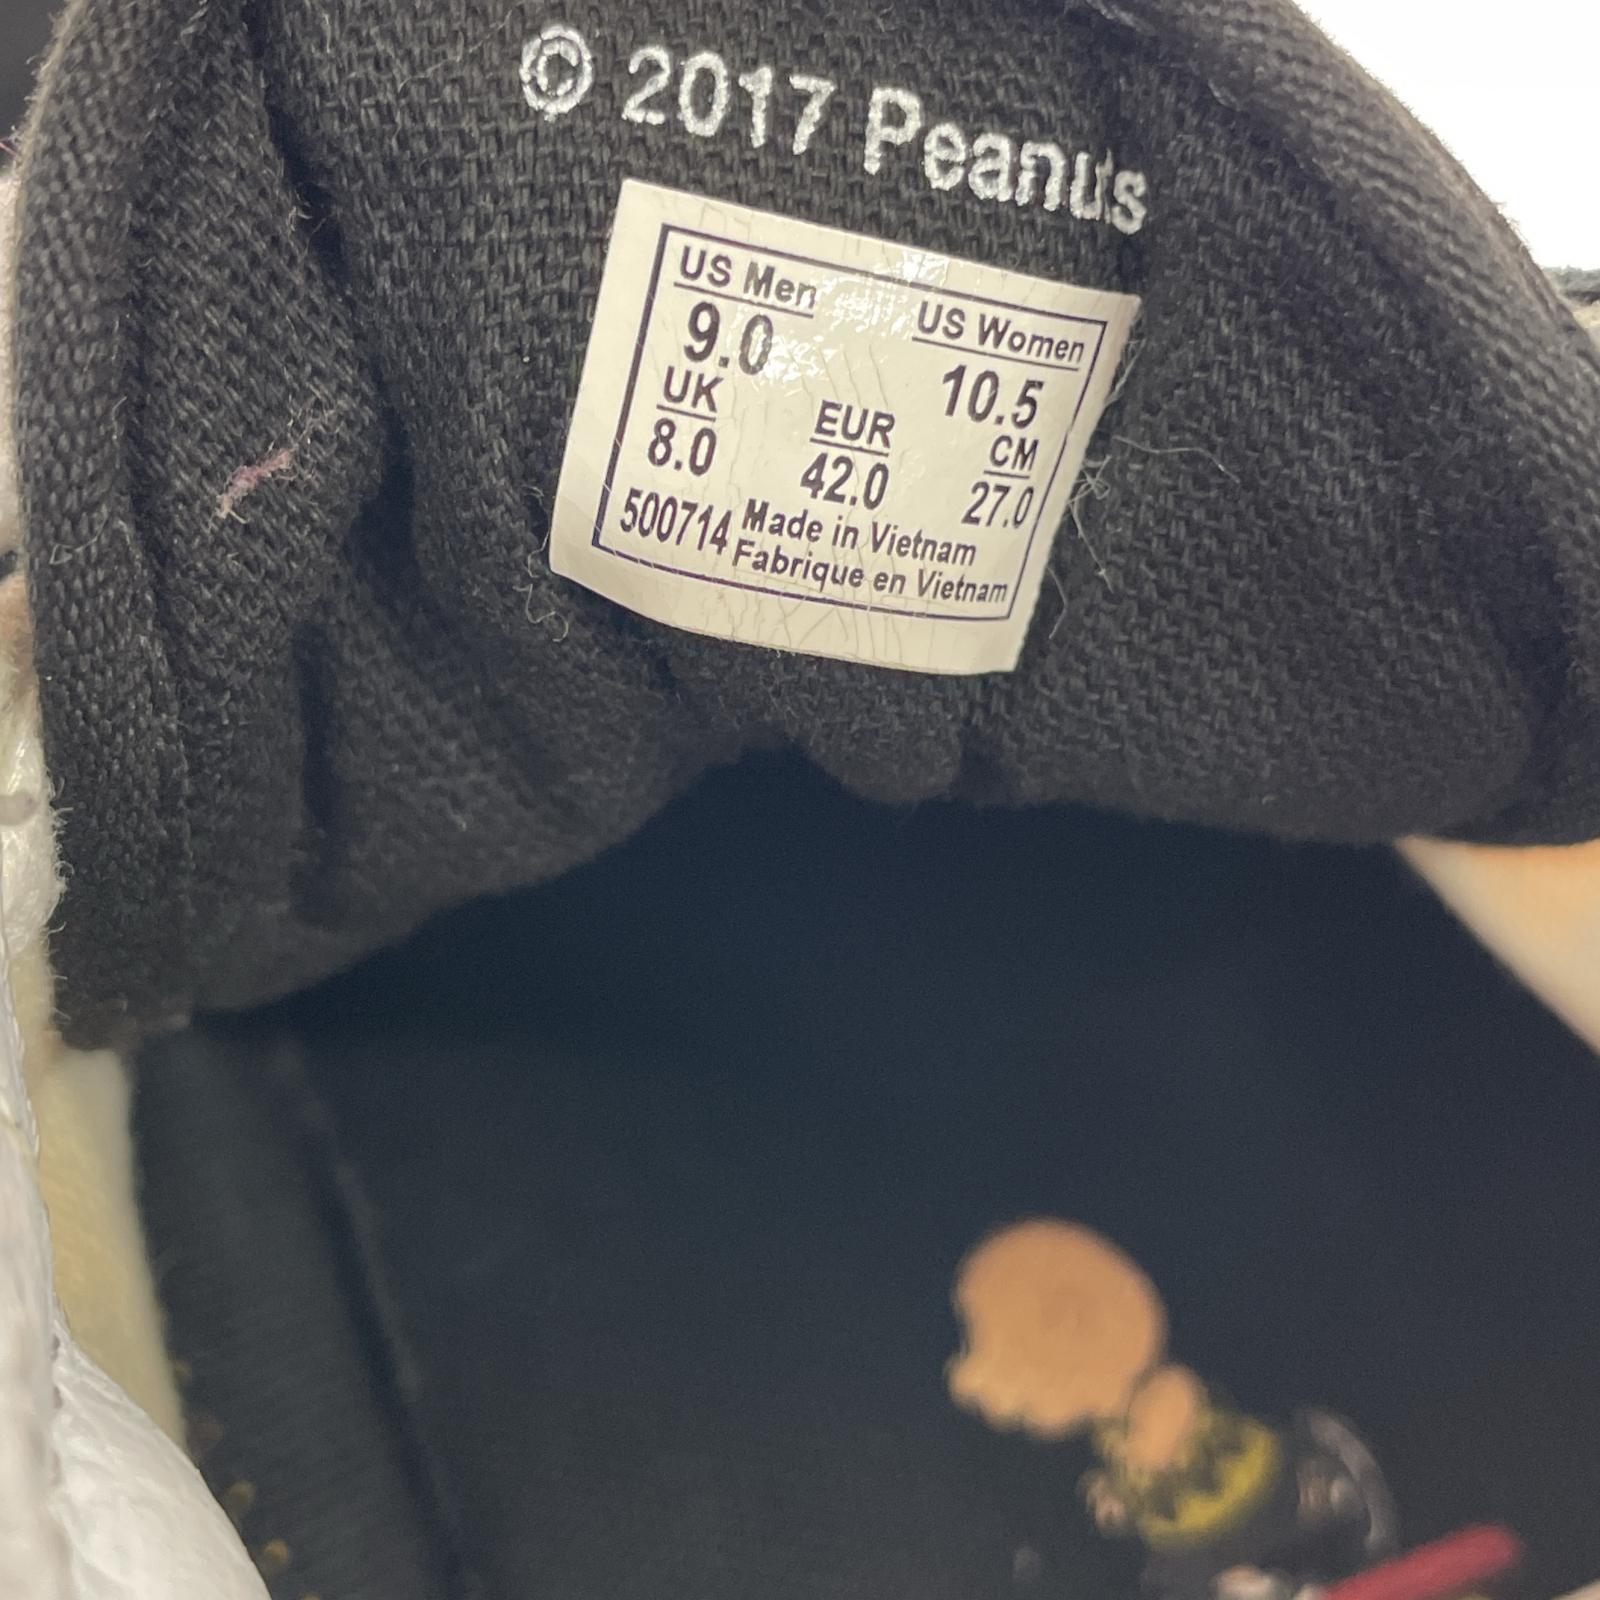 © 2017 Peanus
US Men US Women
9.0 10.5
UK EUR CM
8.0 42.0 27.0
500714 Made in Vietnam
Fabrique en Vietnam